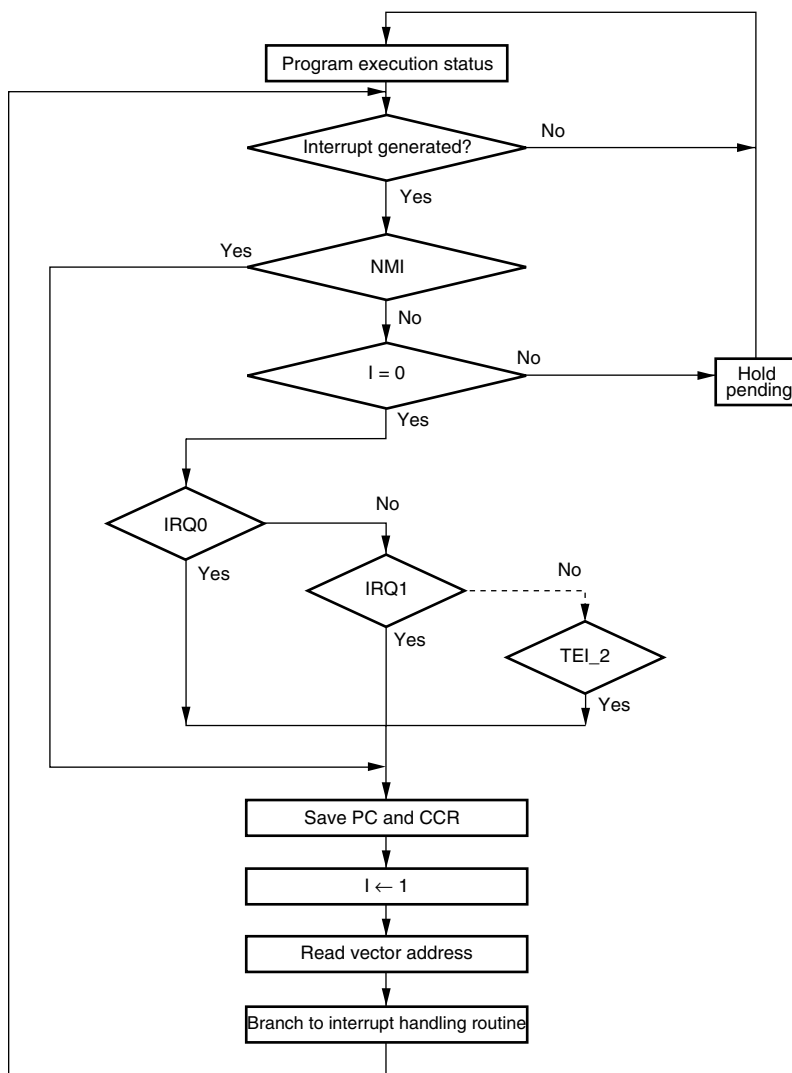 Program execution status
Interrupt generated?
No
Yes
Yes
NMI
No
I = 0
No
Hold
pending
Yes
IRQ0
No
Yes
IRQ1
No
Yes
TEI_2
Yes
Save PC and CCR
I ← 1
Read vector address
Branch to interrupt handling routine